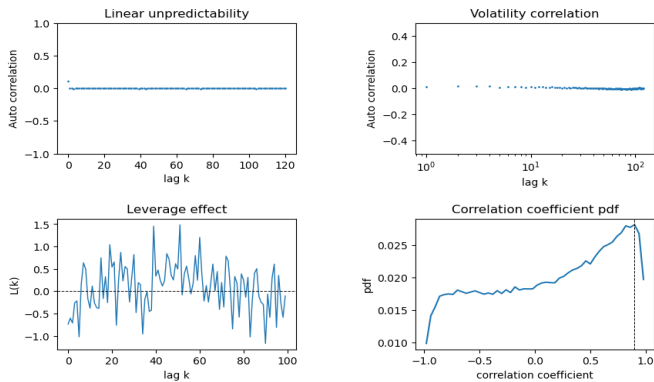 Linear unpredictability
Auto correlation
1.0
0.5
0.0
−0.5
−1.0
0 20 40 60 80 100 120
lag k
Volatility correlation
Auto correlation
0.4
0.2
0.0
−0.2
−0.4
10⁰ 10¹ 10²
lag k
Leverage effect
L(k)
1.5
1.0
0.5
0.0
−0.5
−1.0
0 20 40 60 80 100
lag k
Correlation coefficient pdf
pdf
0.025
0.020
0.015
0.010
−1.0 −0.5 0.0 0.5 1.0
correlation coefficient